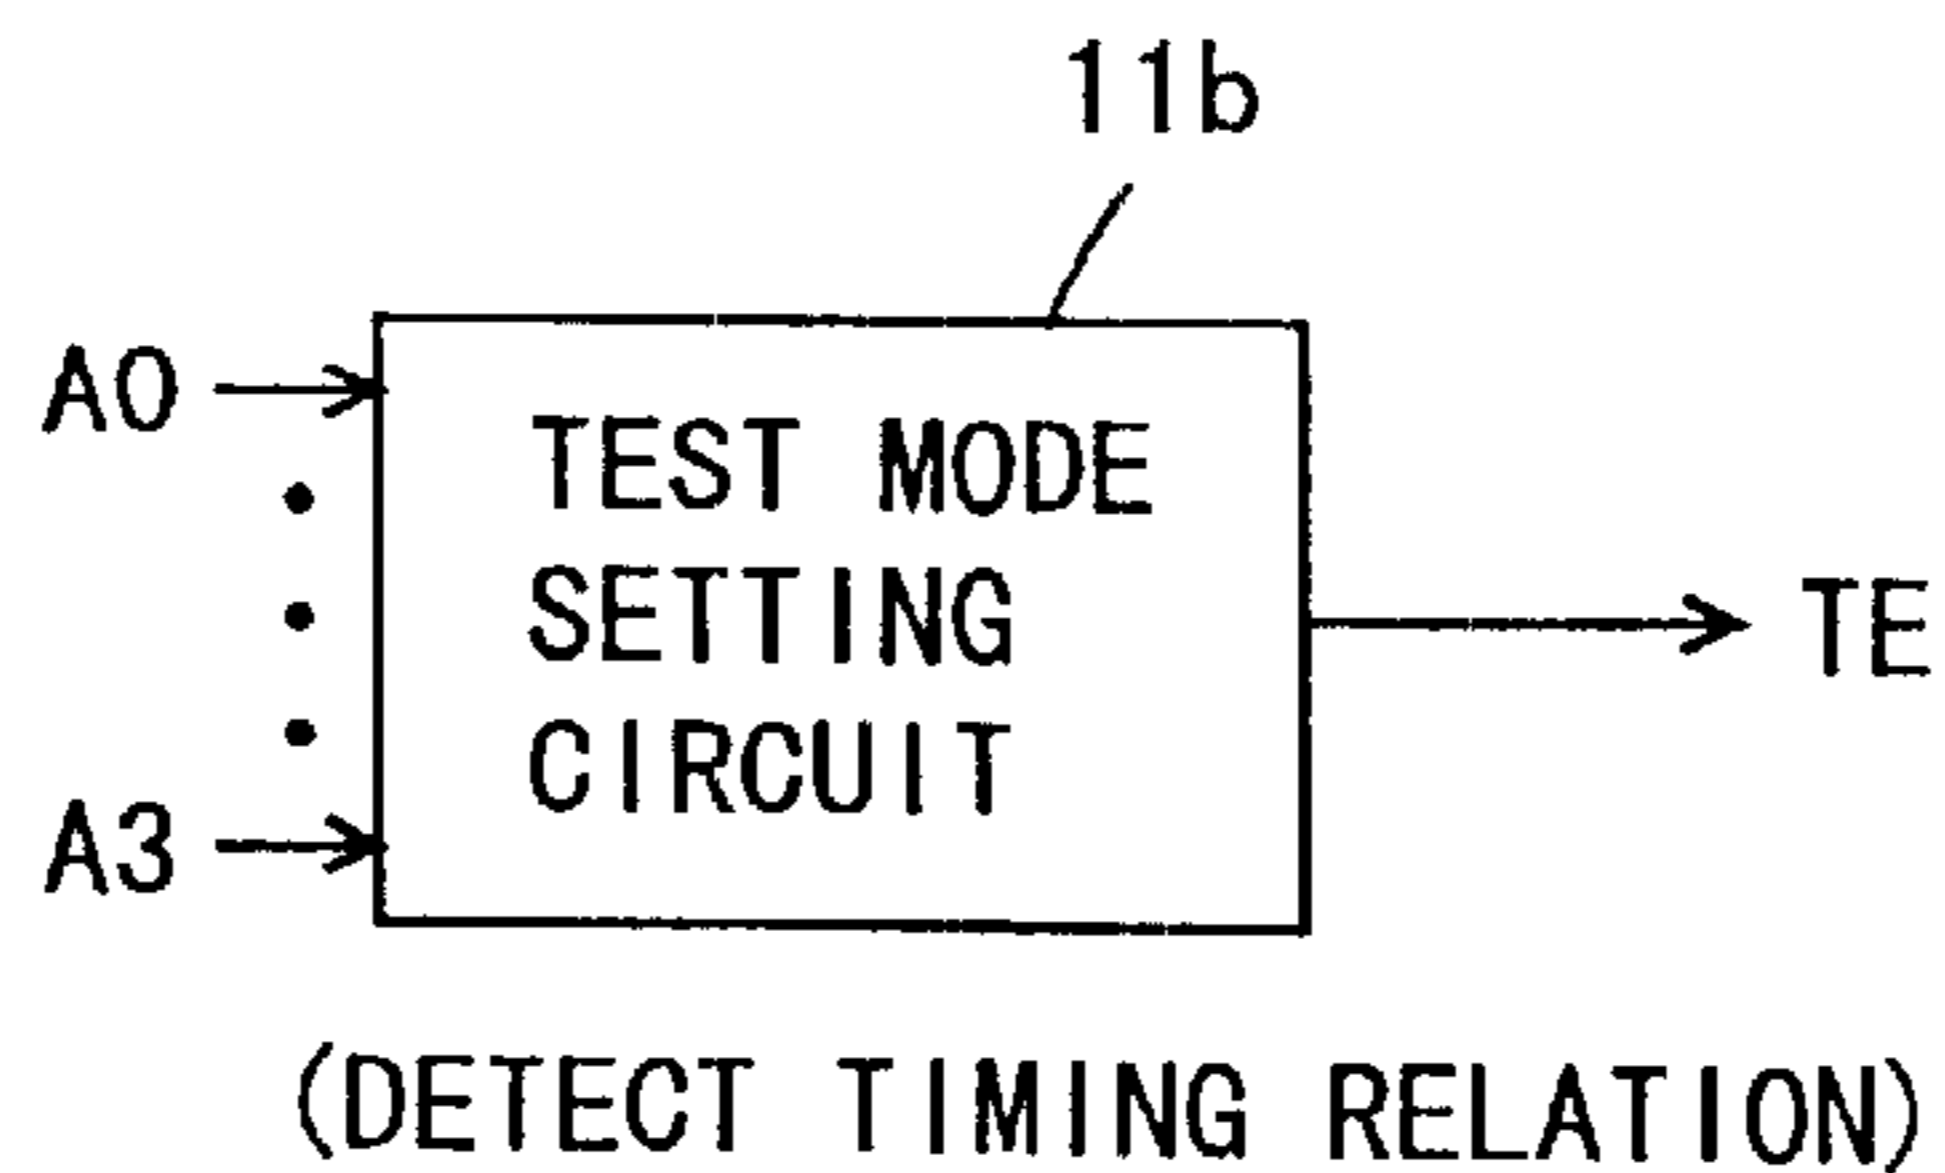 11b
A0
TEST MODE
SETTING
CIRCUIT
TE
A3
(DETECT TIMING RELATION)